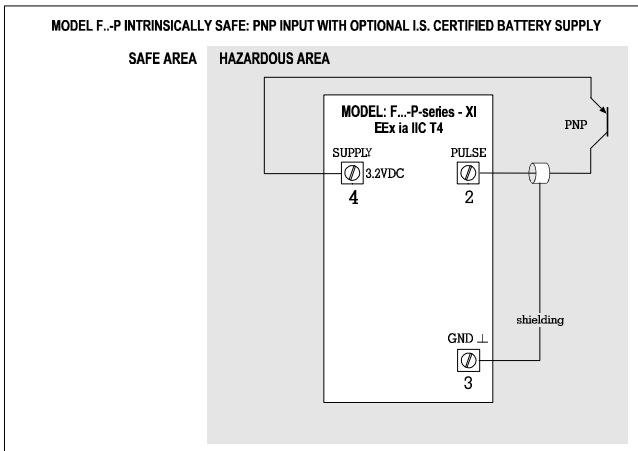 MODEL F..-P INTRINSICALLY SAFE: PNP INPUT WITH OPTIONAL I.S. CERTIFIED BATTERY SUPPLY
SAFE AREA
HAZARDOUS AREA
MODEL: F...-P-series - XI
EEx ia IIC T4
PNP
SUPPLY
PULSE
3.2VDC
4
2
shielding
GND ⊥
3